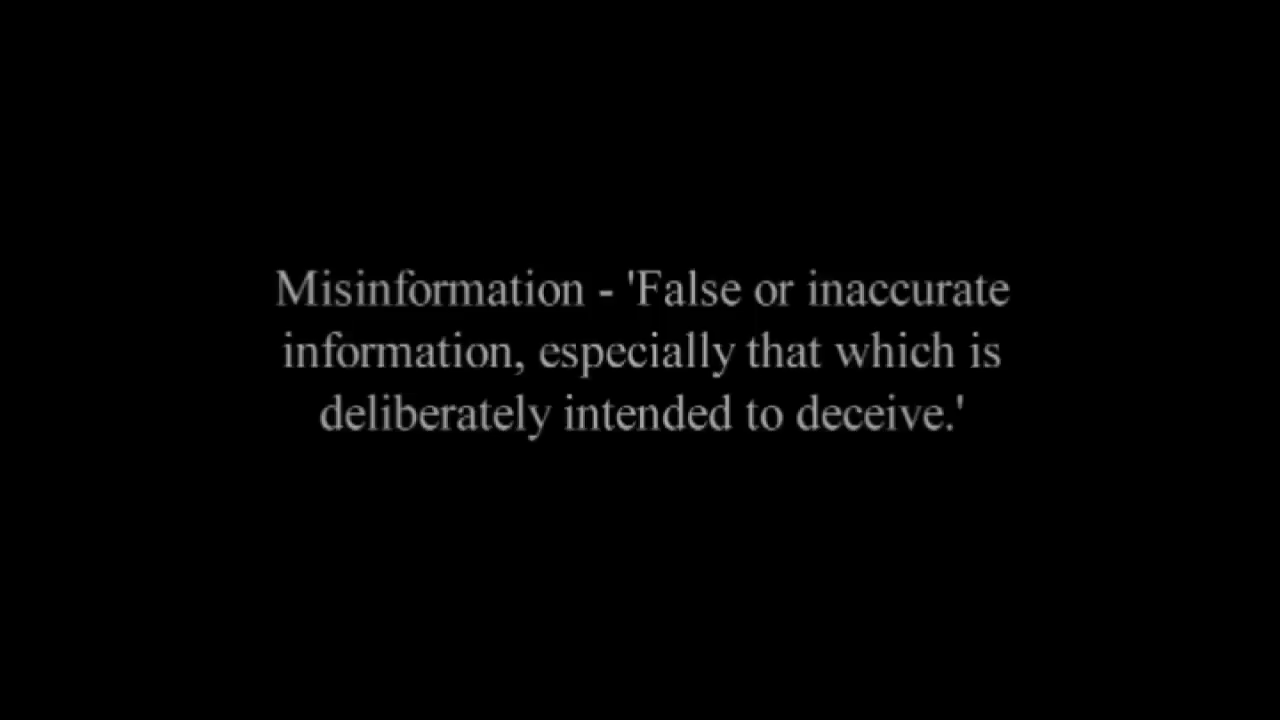 Misinformation - 'False or inaccurate
information, especially that which is
deliberately intended to deceive.'